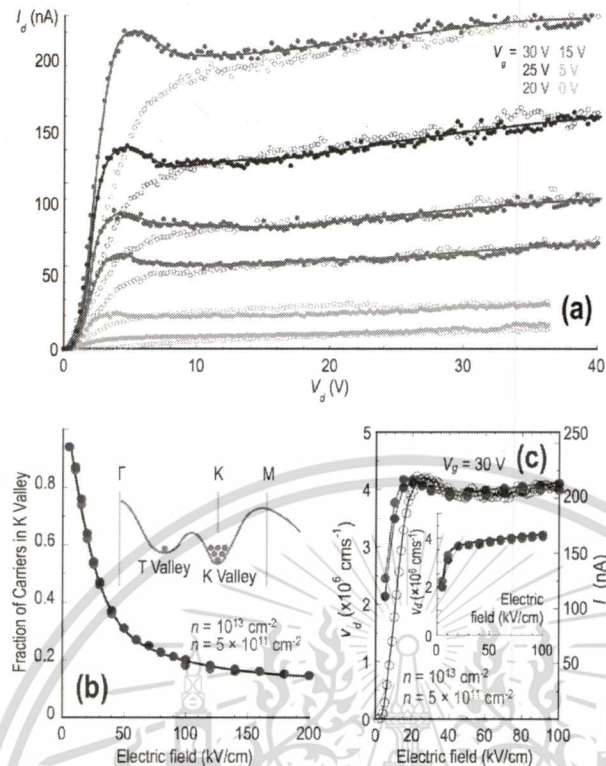 I_d (nA)
200
150
100
50
0
V_g = 30 V 15 V
25 V 5 V
20 V 0 V
(a)
0 10 20 30 40
V_d (V)
Fraction of Carriers in K Valley
0.8
0.6
0.4
0.2
Γ K M
T Valley
K Valley
n = 10^13 cm^-2
n = 5 × 10^11 cm^-2
(b)
0 50 100 150 200
Electric field (kV/cm)
(c)
V_g = 30 V
v_d (×10^6 cms^-1)
5
4
3
2
1
0
250
200
150
100
50
0
(nA)
v_d (×10^6 cms^-1)
4
2
0
Electric
field (kV/cm)
0 50 100
n = 10^13 cm^-2
n = 5 × 10^11 cm^-2
0 20 40 60 80 100
Electric field (kV/cm)